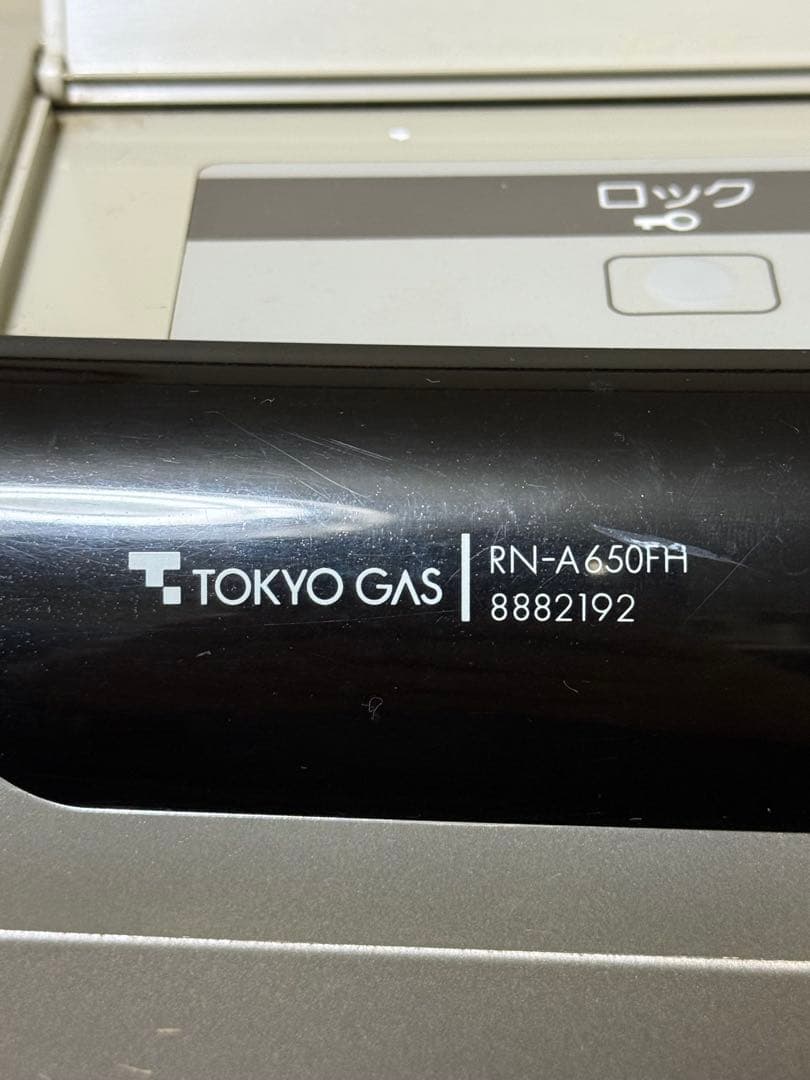 ロック
TOKYO GAS
RN-A650FH
8882192